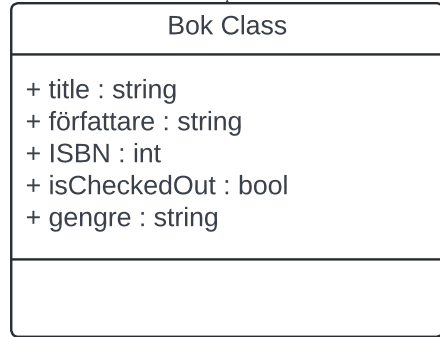 Bok Class
+ title : string
+ författare : string
+ ISBN : int
+ isCheckedOut : bool
+ gengre : string